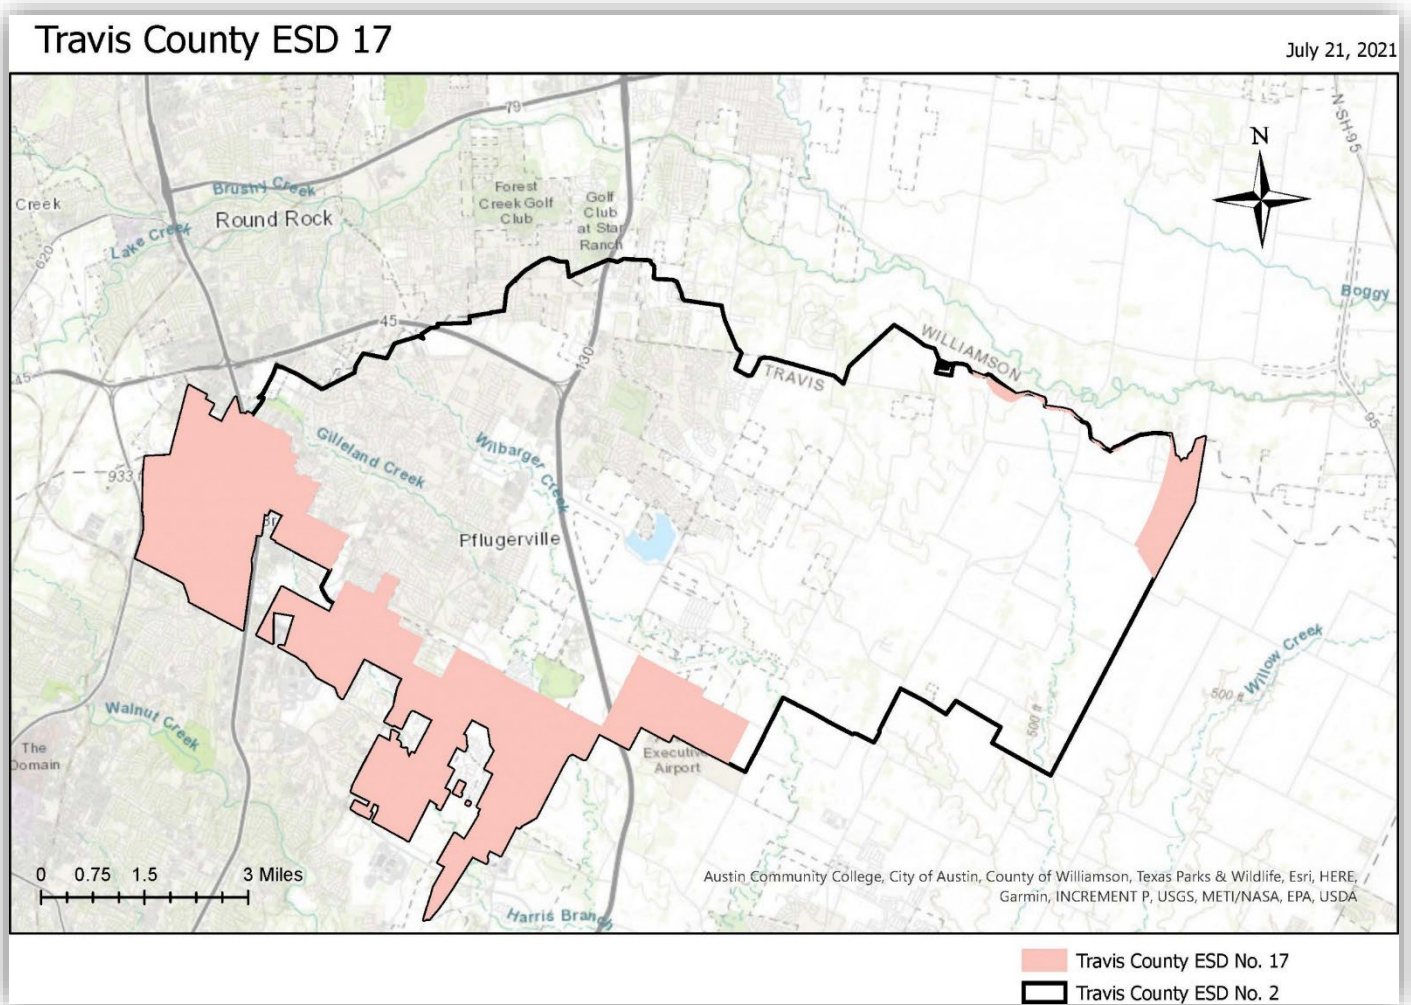 Travis County ESD 17
July 21, 2021
79
N SH-95
N
Creek
Brushy Creek
Forest
Creek Golf
Club
Golf
Club
at Star
Ranch
Round Rock
Lake Creek
620
Boggy
45
WILLIAMSON
130
TRAVIS
45
95
Gilleland Creek
Wilbarger Creek
933 f
Br
Pflugerville
Willow Creek
500 ft
500 ft
Walnut Creek
The
Domain
Executive
Airport
0 0.75 1.5 3 Miles
Austin Community College, City of Austin, County of Williamson, Texas Parks & Wildlife, Esri, HERE,
Garmin, INCREMENT P, USGS, METI/NASA, EPA, USDA
Harris Branch
Travis County ESD No. 17
Travis County ESD No. 2